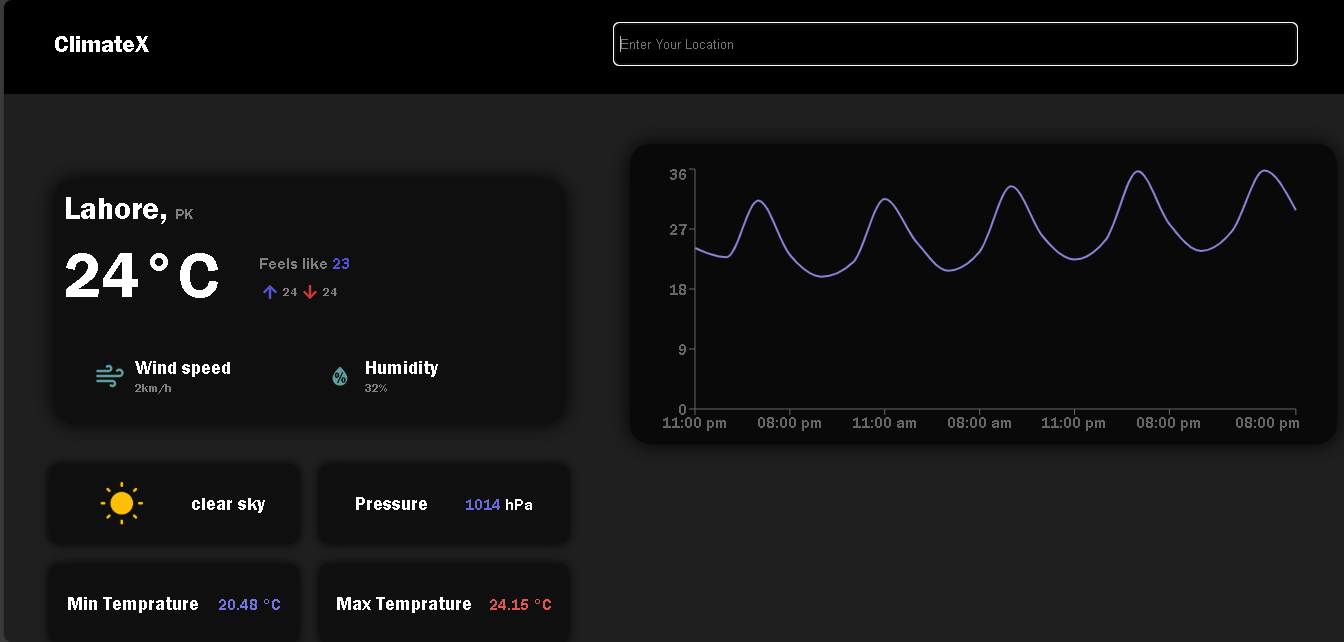 ClimateX
Enter Your Location
Lahore, PK
24°C
Feels like 23
24 24
Wind speed
2km/h
Humidity
32%
clear sky
Pressure 1014 hPa
Min Temprature 20.48 °C
Max Temprature 24.15 °C
36
27
18
9
0
11:00 pm 08:00 pm 11:00 am 08:00 am 11:00 pm 08:00 pm 08:00 pm